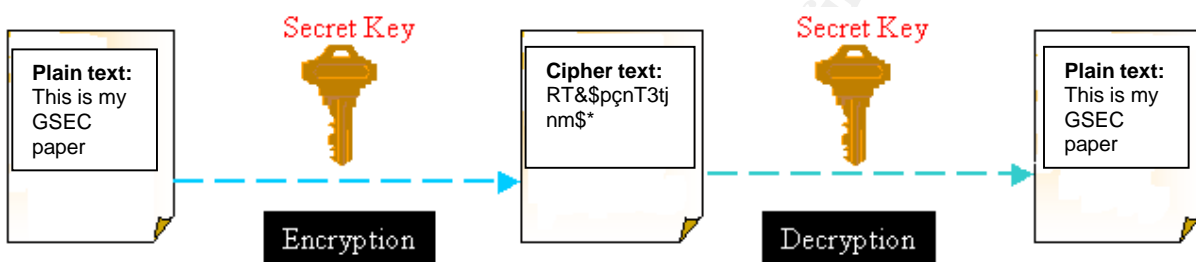 Secret Key
Secret Key
Plain text:
This is my
GSEC
paper
Cipher text:
RT&$pçnT3tj
nm$*
Plain text:
This is my
GSEC
paper
Encryption
Decryption